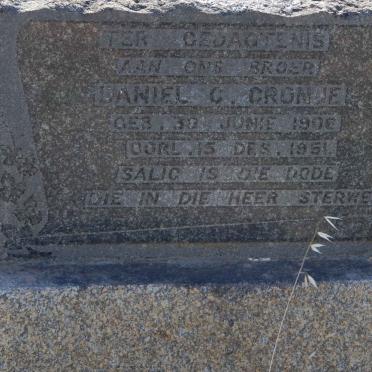 TER GEDAGTENIS
AAN ONS BROER
DANIEL C. CRONJE
GEB. 30 JUNIE 1906
OORL. 15 DES. 1951
SALIG IS DIE DODE
DIE IN DIE HEER STERWE